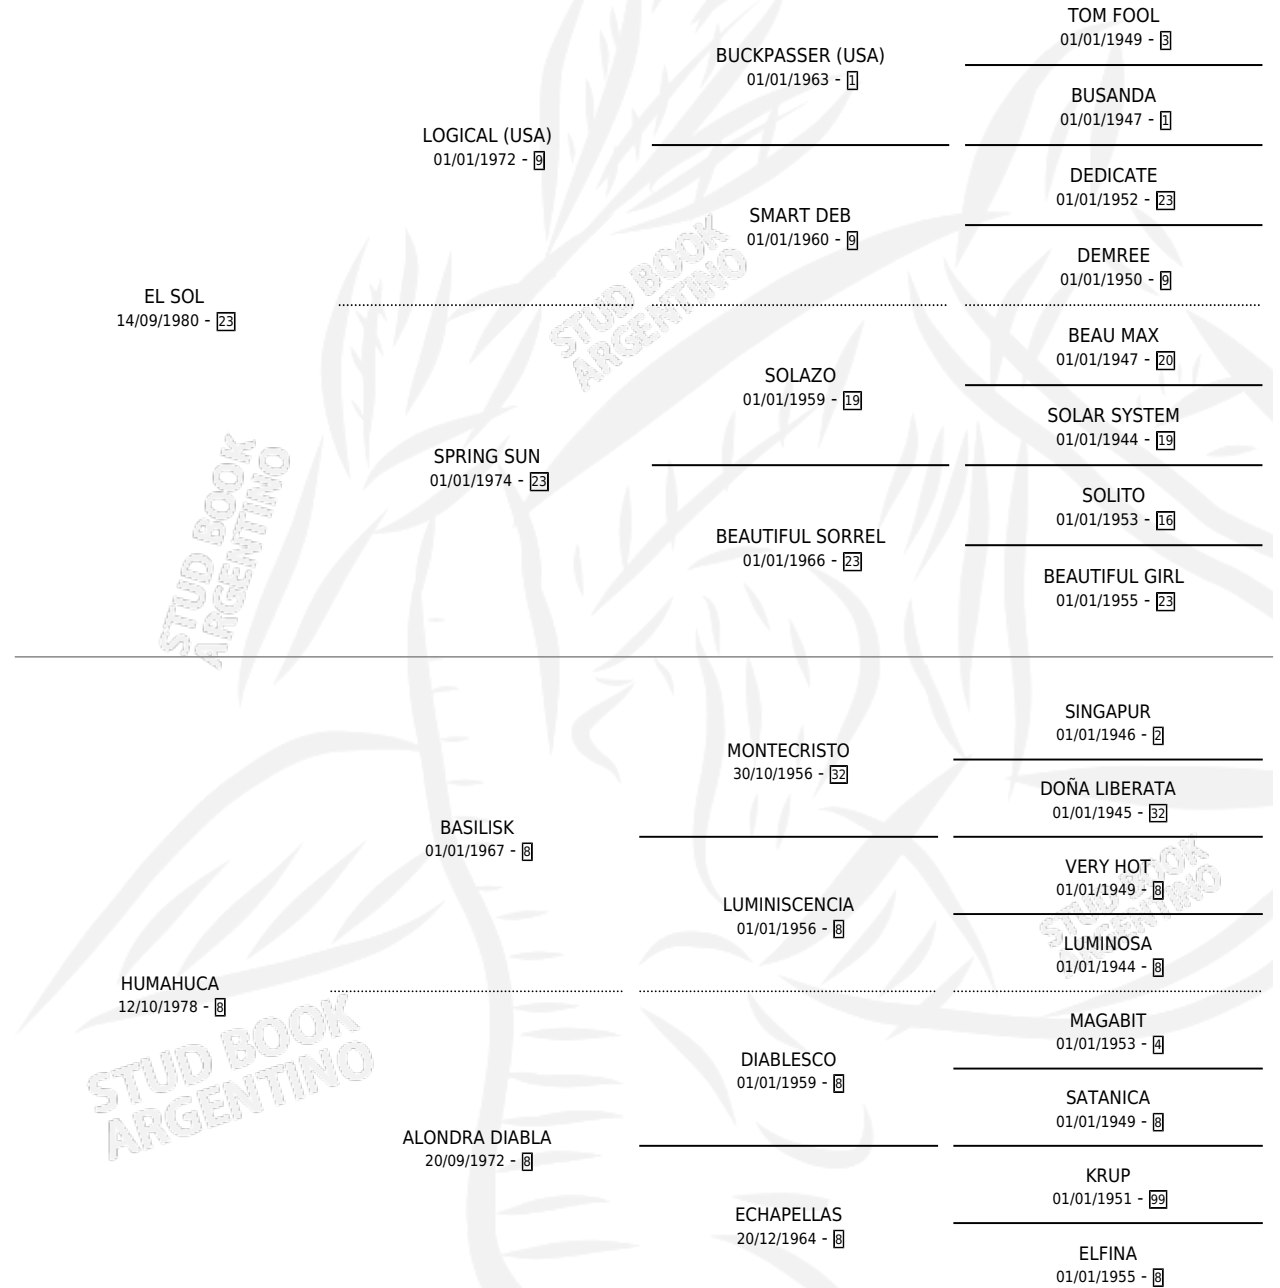 TOM FOOL
01/01/1949 - 3
BUCKPASSER (USA)
01/01/1963 - 1
BUSANDA
01/01/1947 - 1
LOGICAL (USA)
01/01/1972 - 9
DEDICATE
01/01/1952 - 23
SMART DEB
01/01/1960 - 9
DEMREE
01/01/1950 - 9
EL SOL
14/09/1980 - 23
STUD BOOK
ARGENTINO
BEAU MAX
01/01/1947 - 20
SOLAZO
01/01/1959 - 19
SOLAR SYSTEM
01/01/1944 - 19
SPRING SUN
01/01/1974 - 23
SOLITO
01/01/1953 - 16
BEAUTIFUL SORREL
01/01/1966 - 23
BEAUTIFUL GIRL
01/01/1955 - 23
STUD BOOK
ARGENTINO
SINGAPUR
01/01/1946 - 2
MONTECRISTO
30/10/1956 - 32
DOÑA LIBERATA
01/01/1945 - 32
BASILISK
01/01/1967 - 8
VERY HOT
01/01/1949 - 8
LUMINISCENCIA
01/01/1956 - 8
STUD BOOK
ARGENTINO
LUMINOSA
01/01/1944 - 8
HUMAHUCA
12/10/1978 - 8
MAGABIT
01/01/1953 - 4
DIABLESCO
01/01/1959 - 8
STUD BOOK
ARGENTINO
SATANICA
01/01/1949 - 8
ALONDRA DIABLA
20/09/1972 - 8
KRUP
01/01/1951 - 99
ECHAPELLAS
20/12/1964 - 8
ELFINA
01/01/1955 - 8